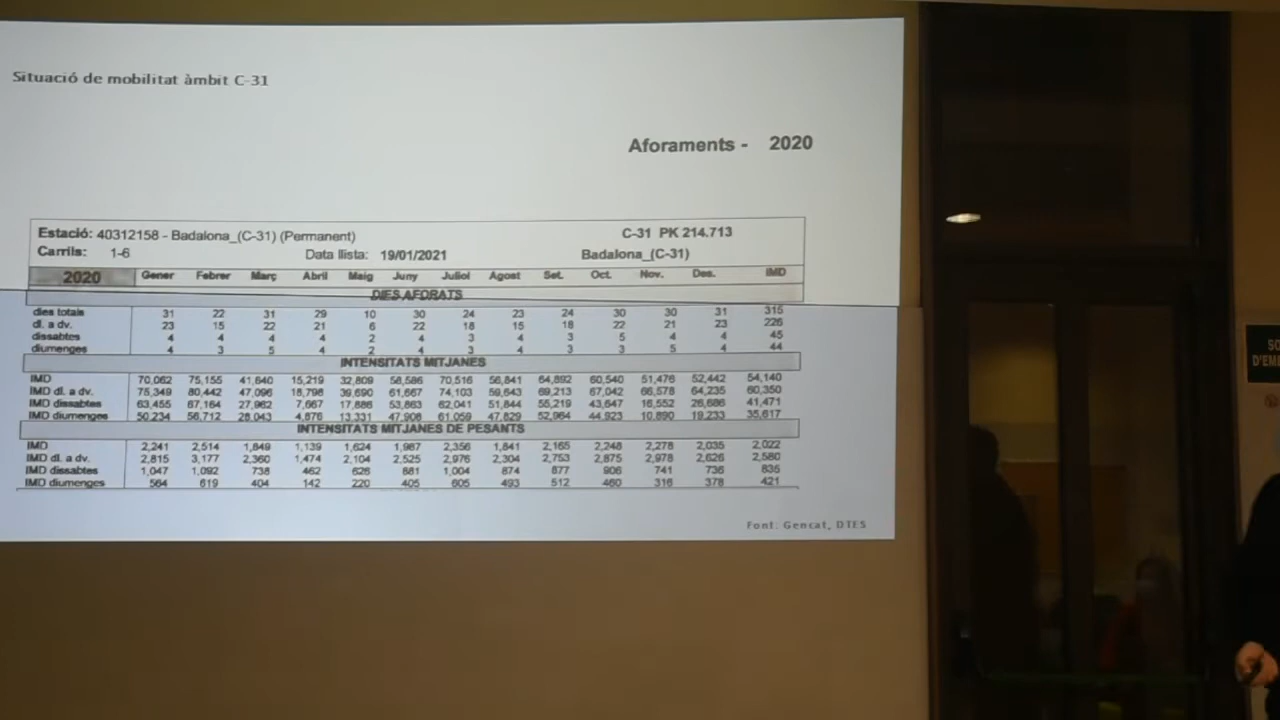 Situació de mobilitat àmbit C-31
Aforaments - 2020
Estació: 40312158 - Badalona_(C-31) (Permanent) C-31 PK 214.713
Carrils: 1-6 Data llista: 19/01/2021 Badalona_(C-31)
2020 Gener Febrer Març Abril Maig Juny Juliol Agost Set. Oct. Nov. Des. IMD
DIES AFORATS
dies totals 31 22 31 29 10 30 24 23 24 30 30 31 315
dl. a dv. 23 15 22 21 6 22 18 15 18 22 21 23 226
dissabtes 4 4 4 4 2 4 3 4 3 5 4 4 45
diumenges 4 3 5 4 2 4 3 4 3 3 5 4 44
INTENSITATS MITJANES
IMD 70,062 75,155 41,640 15,219 32,809 58,586 70,516 56,841 64,892 60,540 51,476 52,442 54,140
IMD dl. a dv. 75,349 80,442 47,096 18,798 39,690 61,667 74,103 59,643 69,213 67,042 66,578 64,235 60,350
IMD dissabtes 63,455 67,164 27,962 7,667 17,886 53,863 62,041 51,844 55,219 43,647 16,552 26,686 41,471
IMD diumenges 50,234 56,712 28,043 4,876 13,331 47,906 61,059 47,829 52,964 44,923 10,890 19,233 35,617
INTENSITATS MITJANES DE PESANTS
IMD 2,241 2,514 1,849 1,139 1,624 1,967 2,356 1,841 2,165 2,248 2,278 2,035 2,022
IMD dl. a dv. 2,815 3,177 2,360 1,474 2,104 2,525 2,976 2,304 2,753 2,875 2,978 2,626 2,580
IMD dissabtes 1,047 1,092 738 462 626 881 1,004 874 877 906 741 736 835
IMD diumenges 564 619 404 142 220 405 605 493 512 460 316 378 421
Font: Gencat, DTES
SO
D'EM